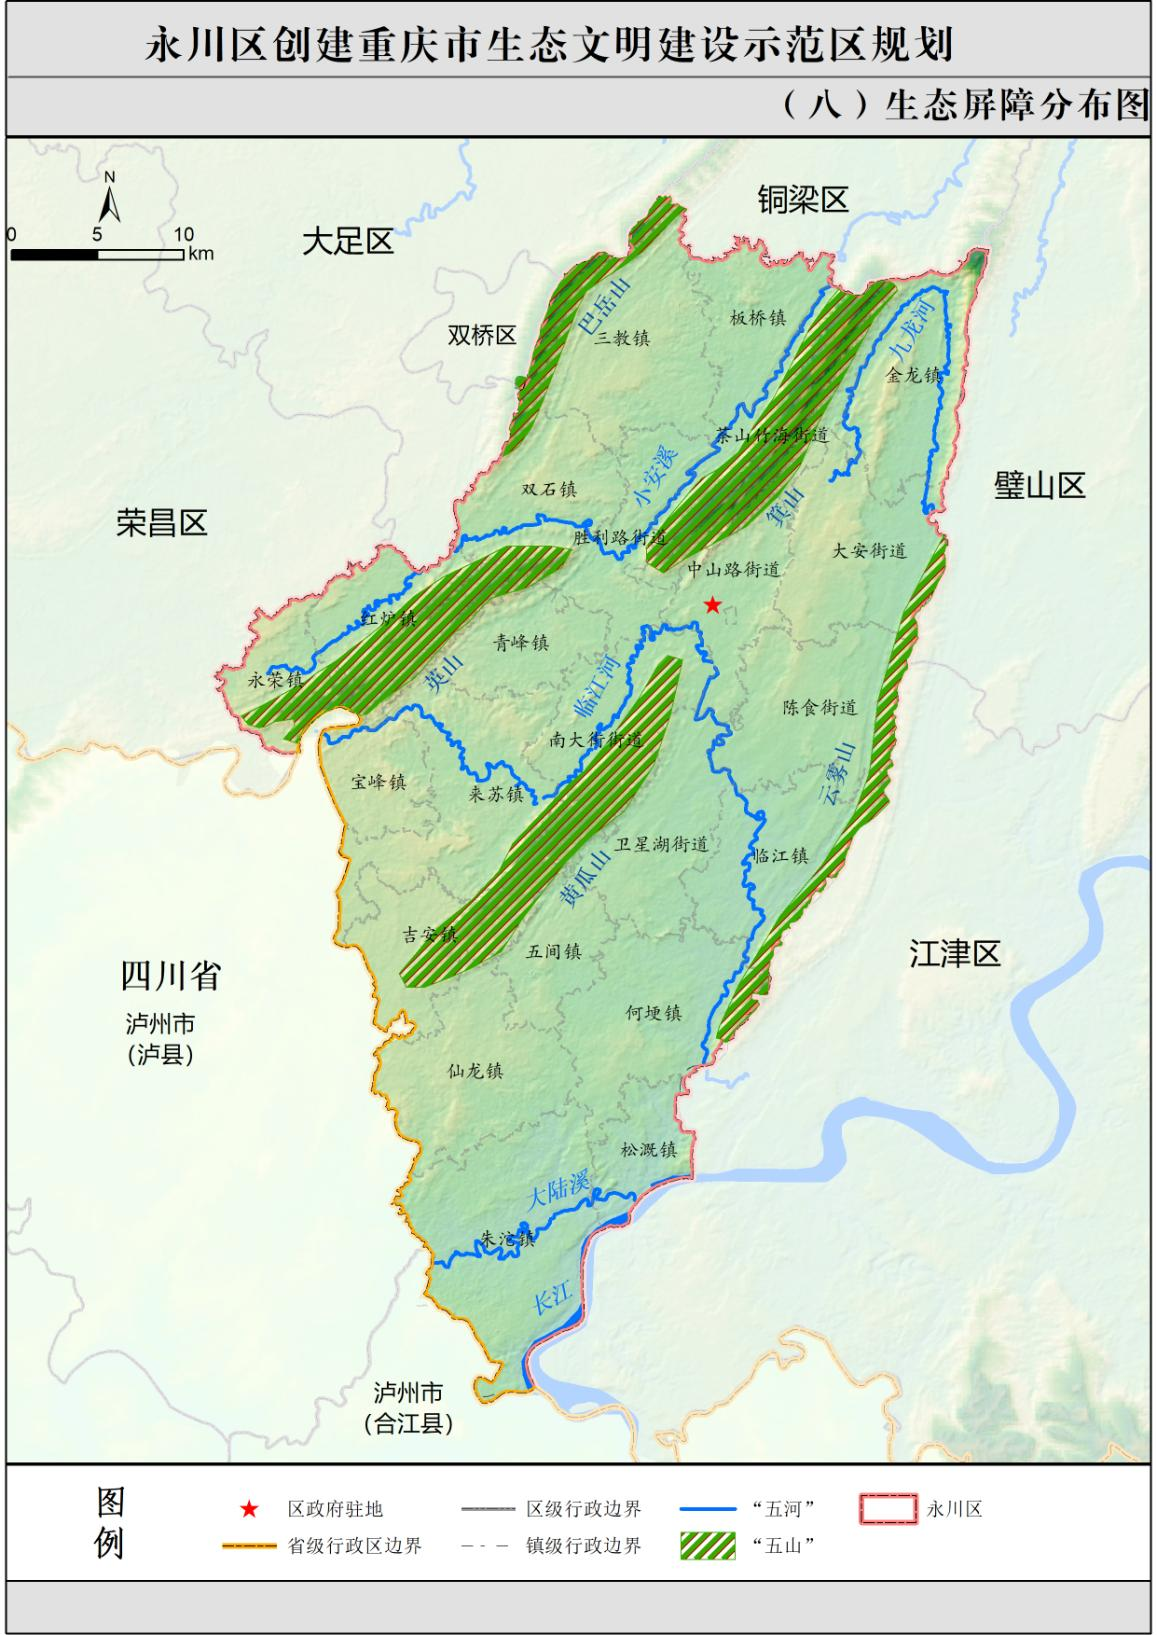 永川区创建重庆市生态文明建设示范区规划
（八）生态屏障分布图
N
0 5 10
km
大足区
铜梁区
双桥区
巴岳山
三教镇
板桥镇
九龙河
金龙镇
茶山竹海街道
小安溪
双石镇
箕山
璧山区
荣昌区
胜利路街道
中山路街道
大安街道
红炉镇
青峰镇
英山
永荣镇
临江河
陈食街道
南大街街道
云雾山
宝峰镇
来苏镇
卫星湖街道
临江镇
黄瓜山
吉安镇
五间镇
江津区
四川省
泸州市
（泸县）
何埂镇
仙龙镇
松溉镇
大陆溪
朱沱镇
长江
泸州市
（合江县）
图例
区政府驻地
区级行政边界
“五河”
永川区
省级行政区边界
镇级行政边界
“五山”